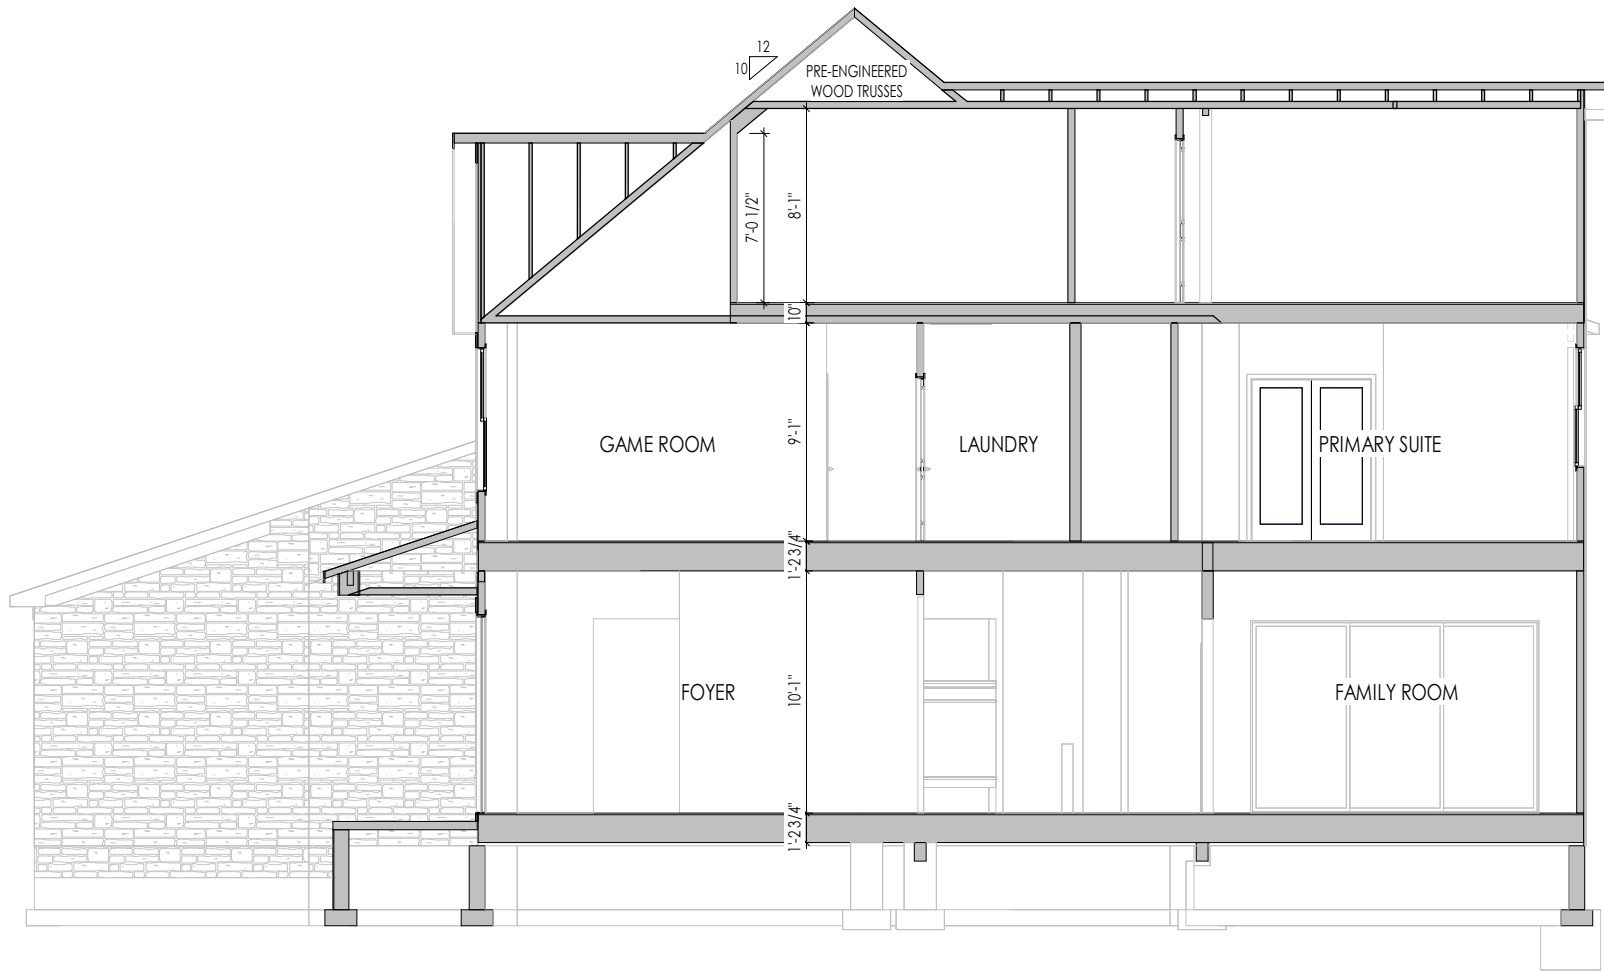 12
10
PRE-ENGINEERED
WOOD TRUSSES
7'-0 1/2"
8'-1"
10"
GAME ROOM
9'-1"
LAUNDRY
PRIMARY SUITE
1'-2 3/4"
FOYER
10'-1"
FAMILY ROOM
1'-2 3/4"